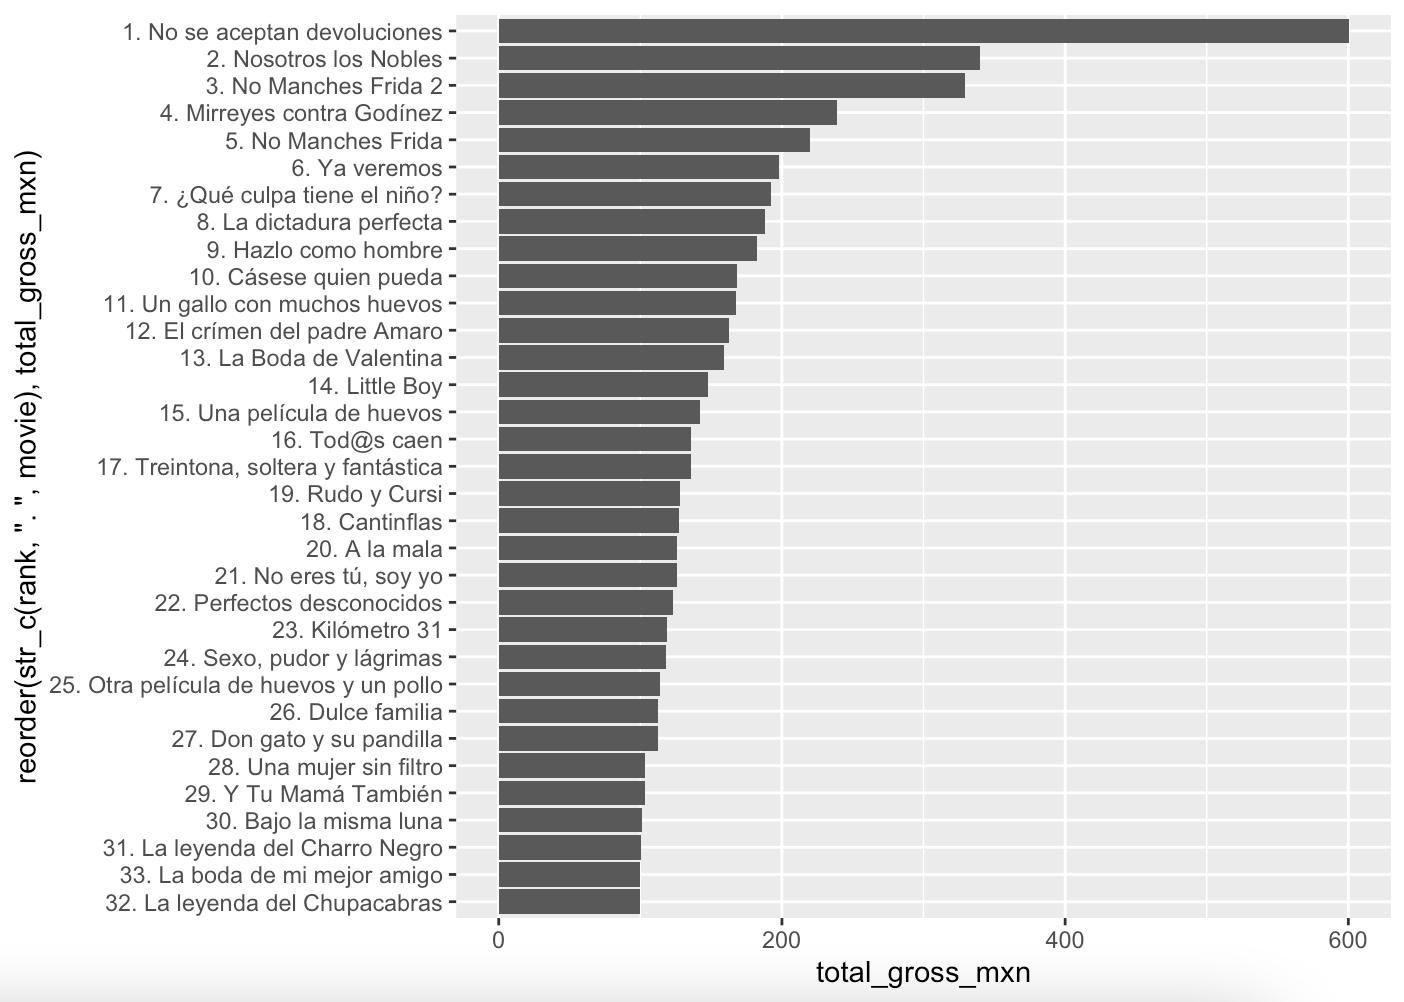 reorder(str_c(rank, ". ", movie), total_gross_mxn)
1. No se aceptan devoluciones
2. Nosotros los Nobles
3. No Manches Frida 2
4. Mirreyes contra Godínez
5. No Manches Frida
6. Ya veremos
7. ¿Qué culpa tiene el niño?
8. La dictadura perfecta
9. Hazlo como hombre
10. Cásese quien pueda
11. Un gallo con muchos huevos
12. El crímen del padre Amaro
13. La Boda de Valentina
14. Little Boy
15. Una película de huevos
16. Tod@s caen
17. Treintona, soltera y fantástica
19. Rudo y Cursi
18. Cantinflas
20. A la mala
21. No eres tú, soy yo
22. Perfectos desconocidos
23. Kilómetro 31
24. Sexo, pudor y lágrimas
25. Otra película de huevos y un pollo
26. Dulce familia
27. Don gato y su pandilla
28. Una mujer sin filtro
29. Y Tu Mamá También
30. Bajo la misma luna
31. La leyenda del Charro Negro
33. La boda de mi mejor amigo
32. La leyenda del Chupacabras
0 200 400 600
total_gross_mxn